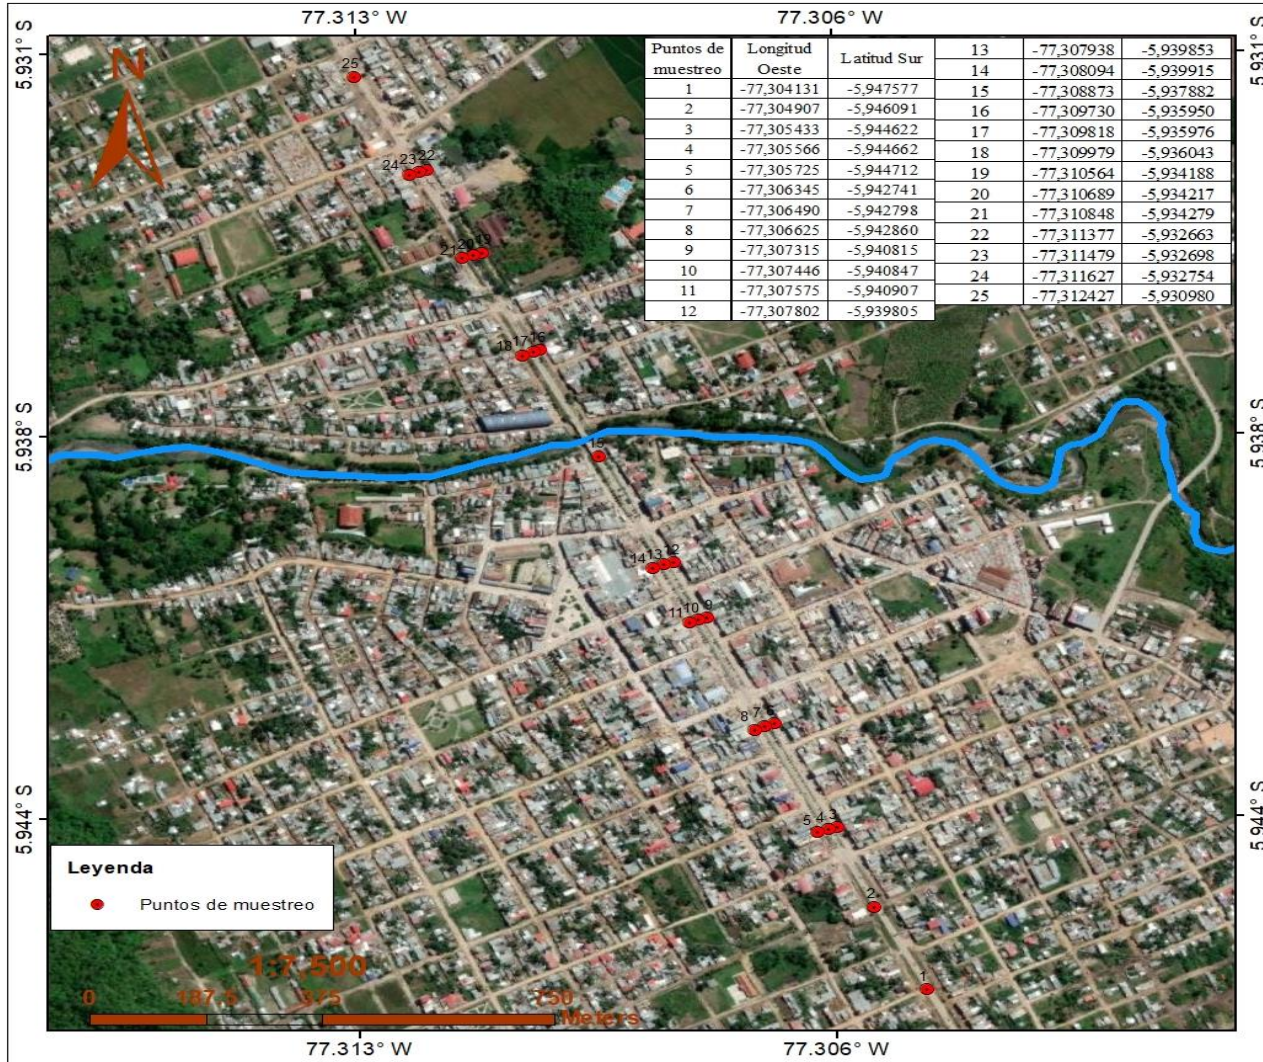 77.313° W
77.306° W
5.931° S
5.931° S
N
Puntos de muestreo
Longitud Oeste
Latitud Sur
1 -77,304131 -5,947577
2 -77,304907 -5,946091
3 -77,305433 -5,944622
4 -77,305566 -5,944662
5 -77,305725 -5,944712
6 -77,306345 -5,942741
7 -77,306490 -5,942798
8 -77,306625 -5,942860
9 -77,307315 -5,940815
10 -77,307446 -5,940847
11 -77,307575 -5,940907
12 -77,307802 -5,939805
13 -77,307938 -5,939853
14 -77,308094 -5,939915
15 -77,308873 -5,937882
16 -77,309730 -5,935950
17 -77,309818 -5,935976
18 -77,309979 -5,936043
19 -77,310564 -5,934188
20 -77,310689 -5,934217
21 -77,310848 -5,934279
22 -77,311377 -5,932663
23 -77,311479 -5,932698
24 -77,311627 -5,932754
25 -77,312427 -5,930980
25
24 23 22
21 20 19
18 17 16
5.938° S
5.938° S
15
14 13 12
11 10 9
8 7 6
5 4 3
5.944° S
5.944° S
2
1
Leyenda
Puntos de muestreo
1:7,500
0 187.5 375 750
Meters
77.313° W
77.306° W